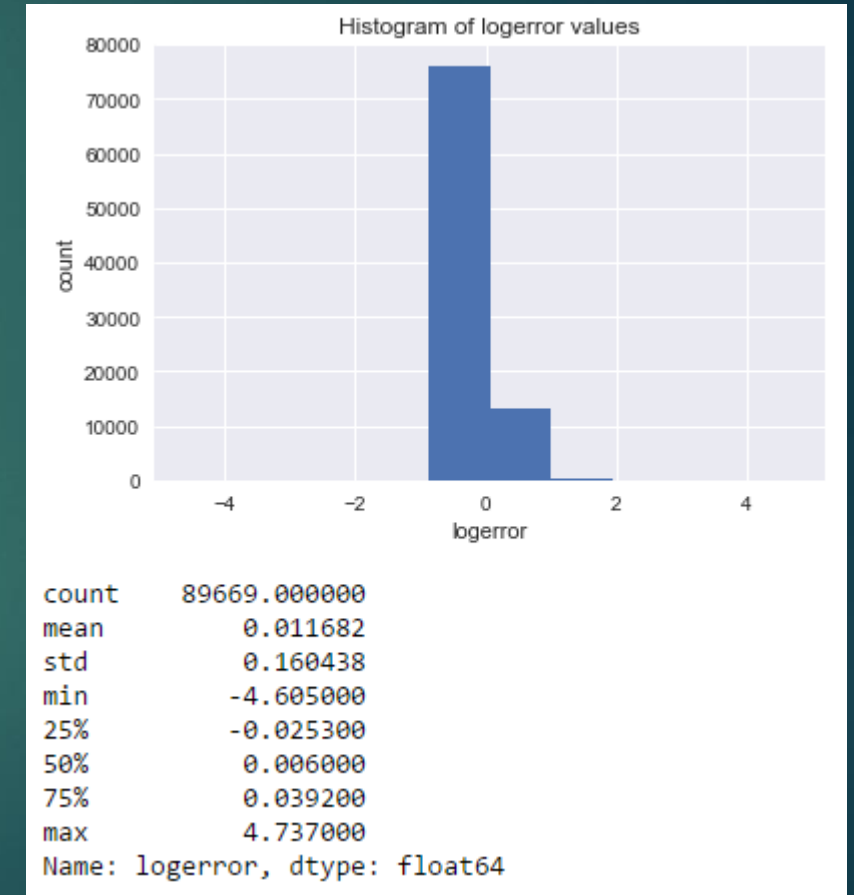 Histogram of logerror values
80000
70000
60000
50000
40000
30000
20000
10000
0
count
−4 −2 0 2 4
logerror
count 89669.000000
mean 0.011682
std 0.160438
min -4.605000
25% -0.025300
50% 0.006000
75% 0.039200
max 4.737000
Name: logerror, dtype: float64